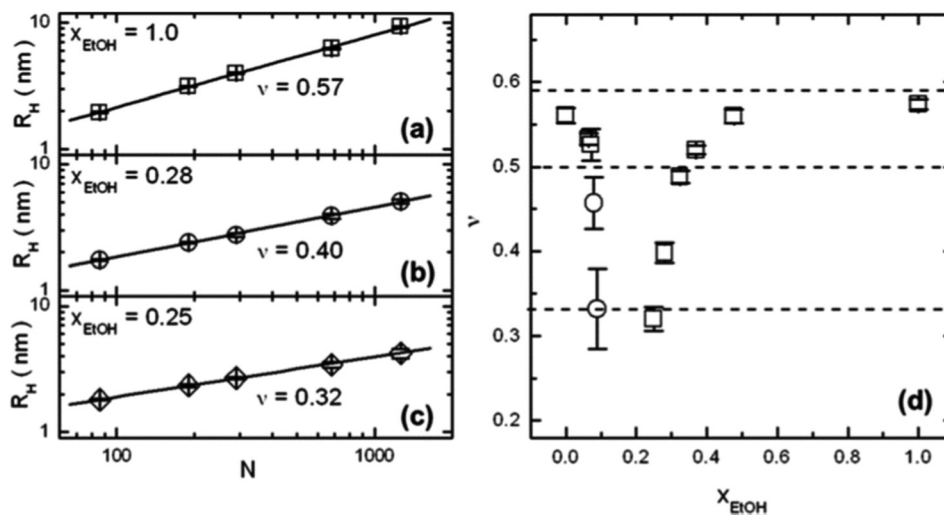 10
x_EtOH = 1.0
R_H (nm)
ν = 0.57
(a)
1
x_EtOH = 0.28
R_H (nm)
ν = 0.40
(b)
1
10
x_EtOH = 0.25
R_H (nm)
ν = 0.32
(c)
1
100 1000
N
0.6
0.5
ν
0.4
0.3
0.2
(d)
0.0 0.2 0.4 0.6 0.8 1.0
x_EtOH